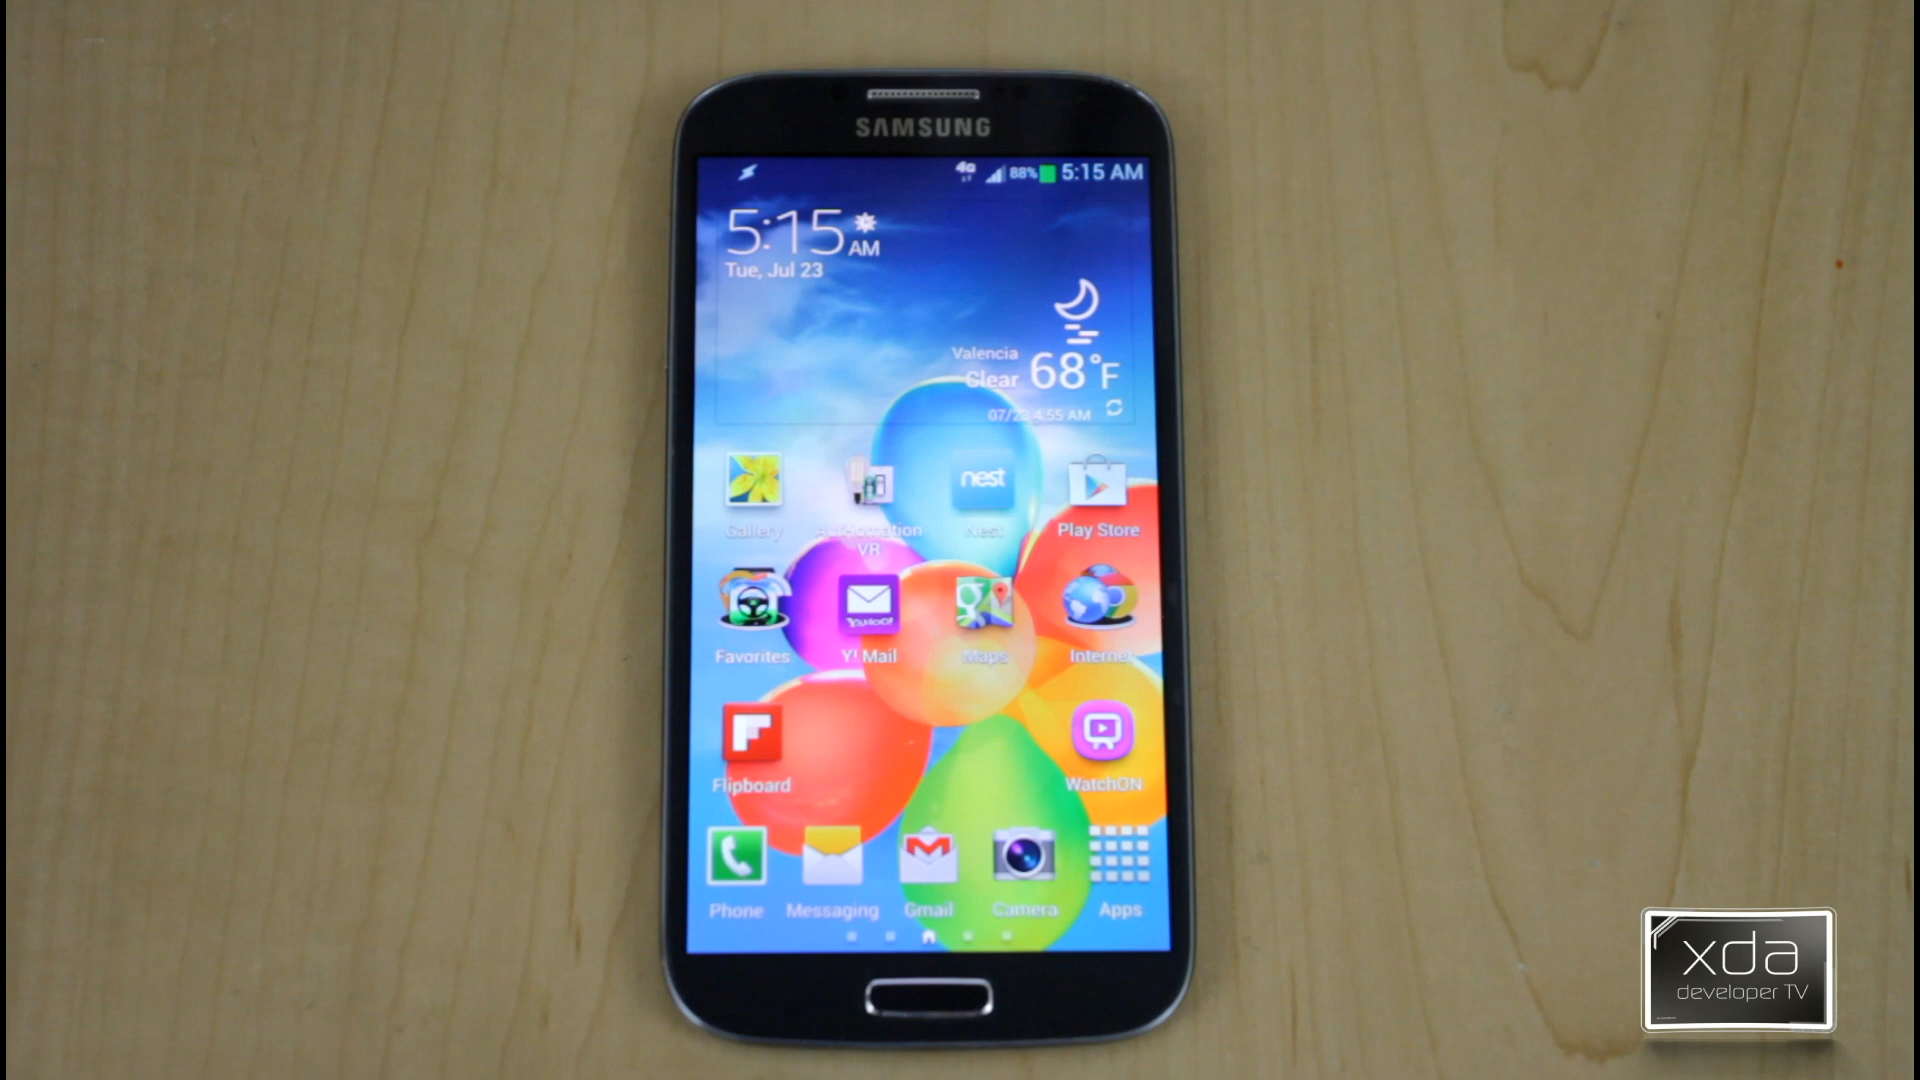 SAMSUNG
4G 88% 5:15 AM
5:15 AM
Tue, Jul 23
Valencia
Clear 68°F
07/23 4:55 AM
nest
Gallery Nest Play Store
VR
YAHOO!
Favorites Y! Mail Maps Internet
Flipboard WatchON
Phone Messaging Gmail Camera Apps
xda
developer TV